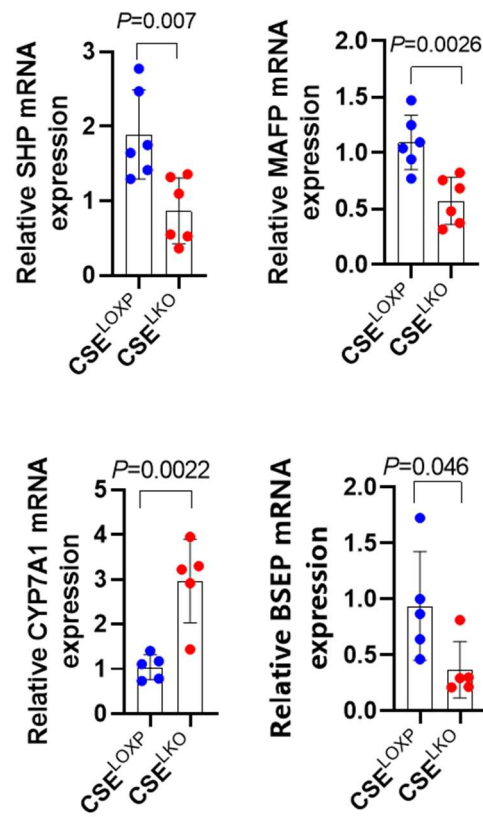 P=0.007
Relative SHP mRNA
expression
3
2
1
0
CSE^LOXP
CSE^LKO
P=0.0026
Relative MAFP mRNA
expression
2.0
1.5
1.0
0.5
0.0
CSE^LOXP
CSE^LKO
P=0.0022
Relative CYP7A1 mRNA
expression
5
4
3
2
1
0
CSE^LOXP
CSE^LKO
P=0.046
Relative BSEP mRNA
expression
2.0
1.5
1.0
0.5
0.0
CSE^LOXP
CSE^LKO